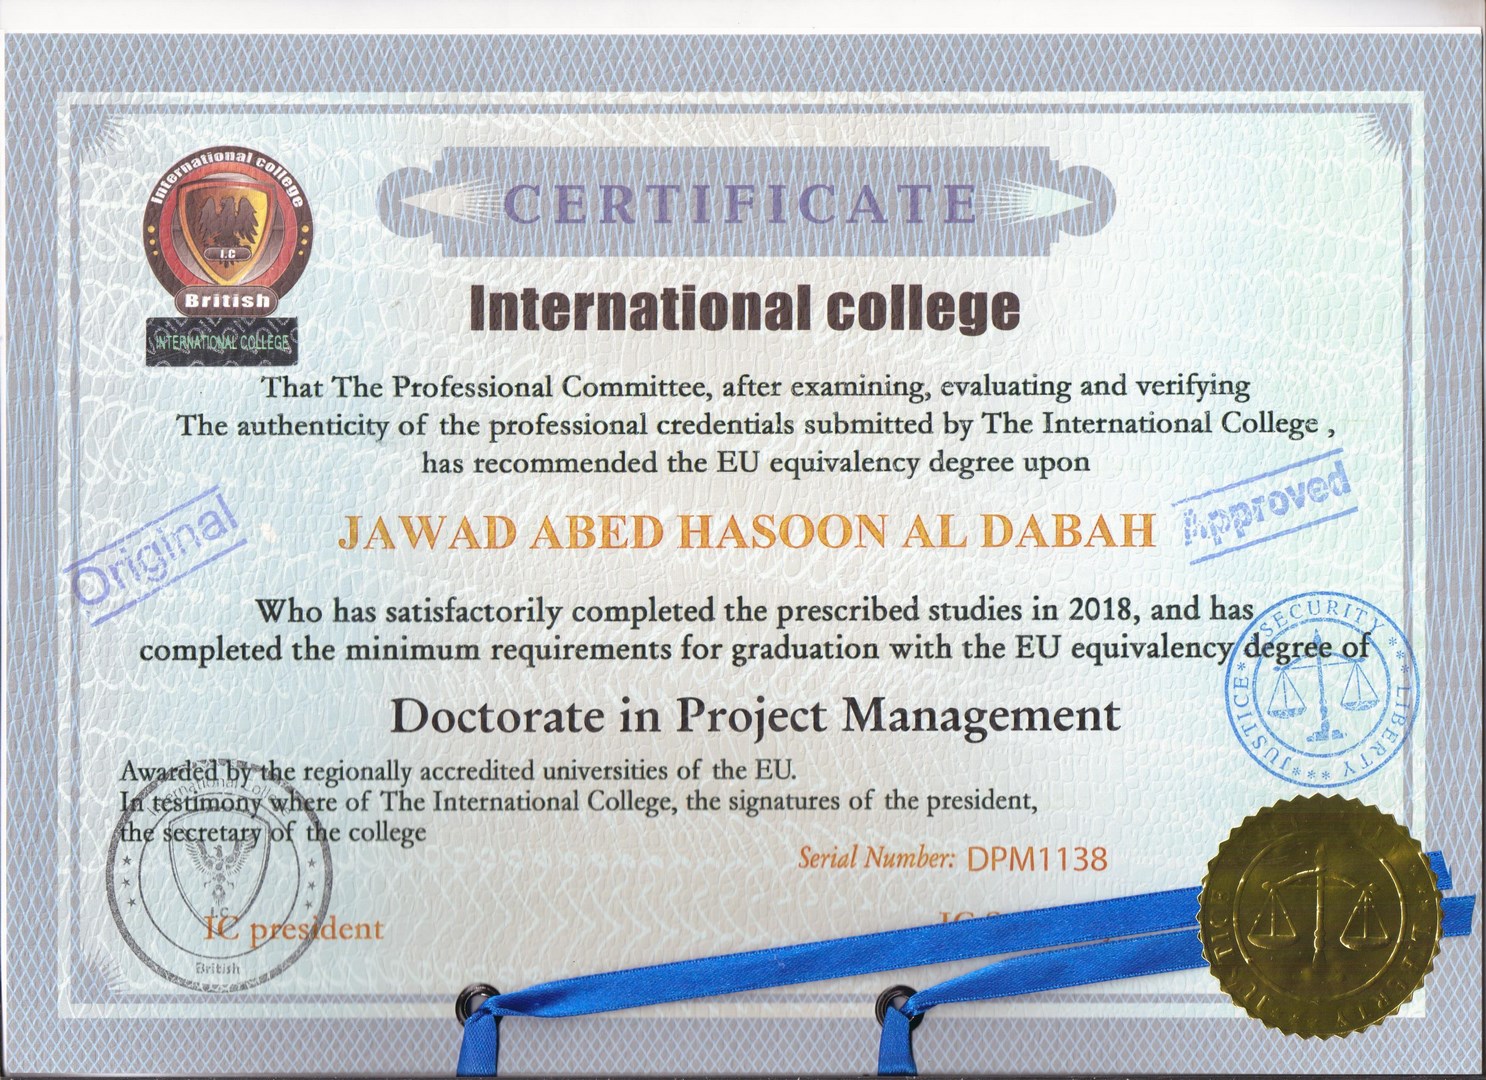 International college
I.C
British
INTERNATIONAL COLLEGE
CERTIFICATE
International college
That The Professional Committee, after examining, evaluating and verifying
The authenticity of the professional credentials submitted by The International College ,
has recommended the EU equivalency degree upon
Original
Approved
JAWAD ABED HASOON AL DABAH
Who has satisfactorily completed the prescribed studies in 2018, and has
completed the minimum requirements for graduation with the EU equivalency degree of
SECURITY
LIBERTY
JUSTICE
Doctorate in Project Management
Awarded by the regionally accredited universities of the EU.
In testimony where of The International College, the signatures of the president,
the secretary of the college
International College
I.C
British
Serial Number: DPM1138
IC president
IC